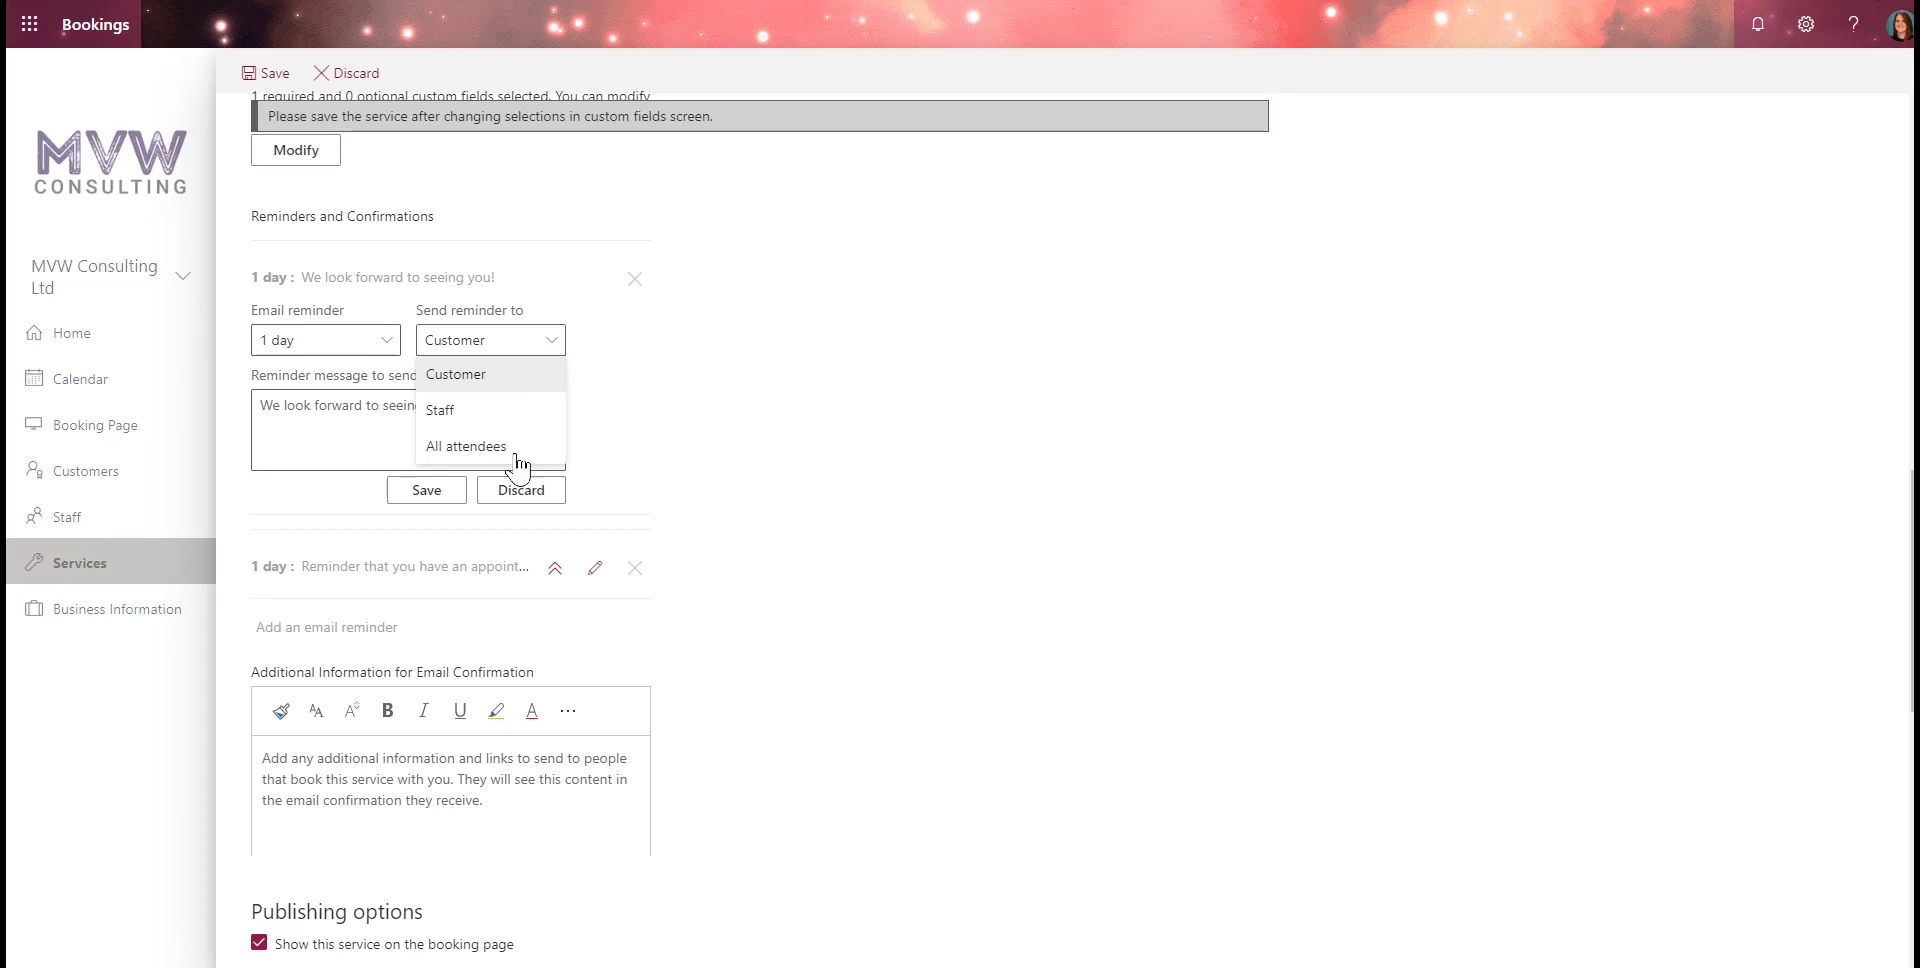 Bookings
Save
Discard
1 required and 0 optional custom fields selected. You can modify
Please save the service after changing selections in custom fields screen.
Modify
MVW
CONSULTING
MVW Consulting
Ltd
Home
Calendar
Booking Page
Customers
Staff
Services
Business Information
Reminders and Confirmations
1 day : We look forward to seeing you!
Email reminder
Send reminder to
1 day
Customer
Reminder message to send
Customer
We look forward to seein
Staff
All attendees
Save
Discard
1 day : Reminder that you have an appoint...
Add an email reminder
Additional Information for Email Confirmation
Add any additional information and links to send to people
that book this service with you. They will see this content in
the email confirmation they receive.
Publishing options
Show this service on the booking page